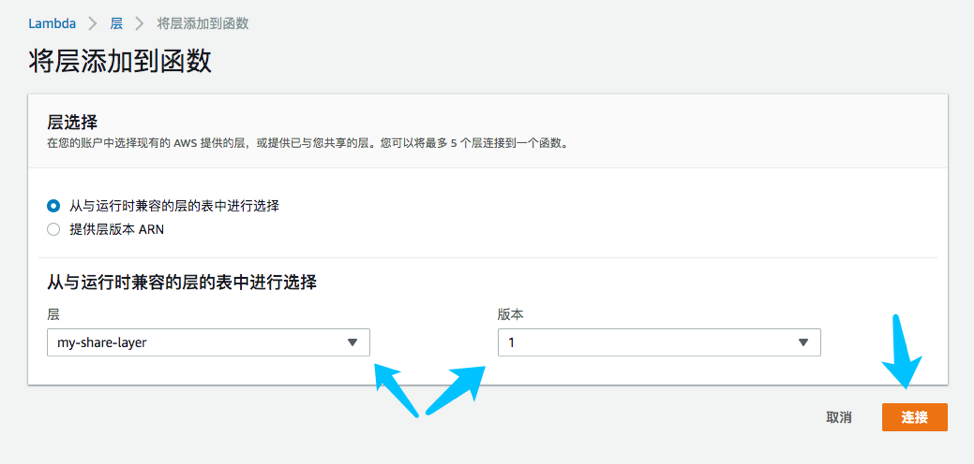 Lambda > 层 > 将层添加到函数
将层添加到函数
层选择
在您的账户中选择现有的 AWS 提供的层，或提供已与您共享的层。您可以将最多 5 个层连接到一个函数。
从与运行时兼容的层的表中进行选择
提供层版本 ARN
从与运行时兼容的层的表中进行选择
层 版本
my-share-layer 1
取消 连接